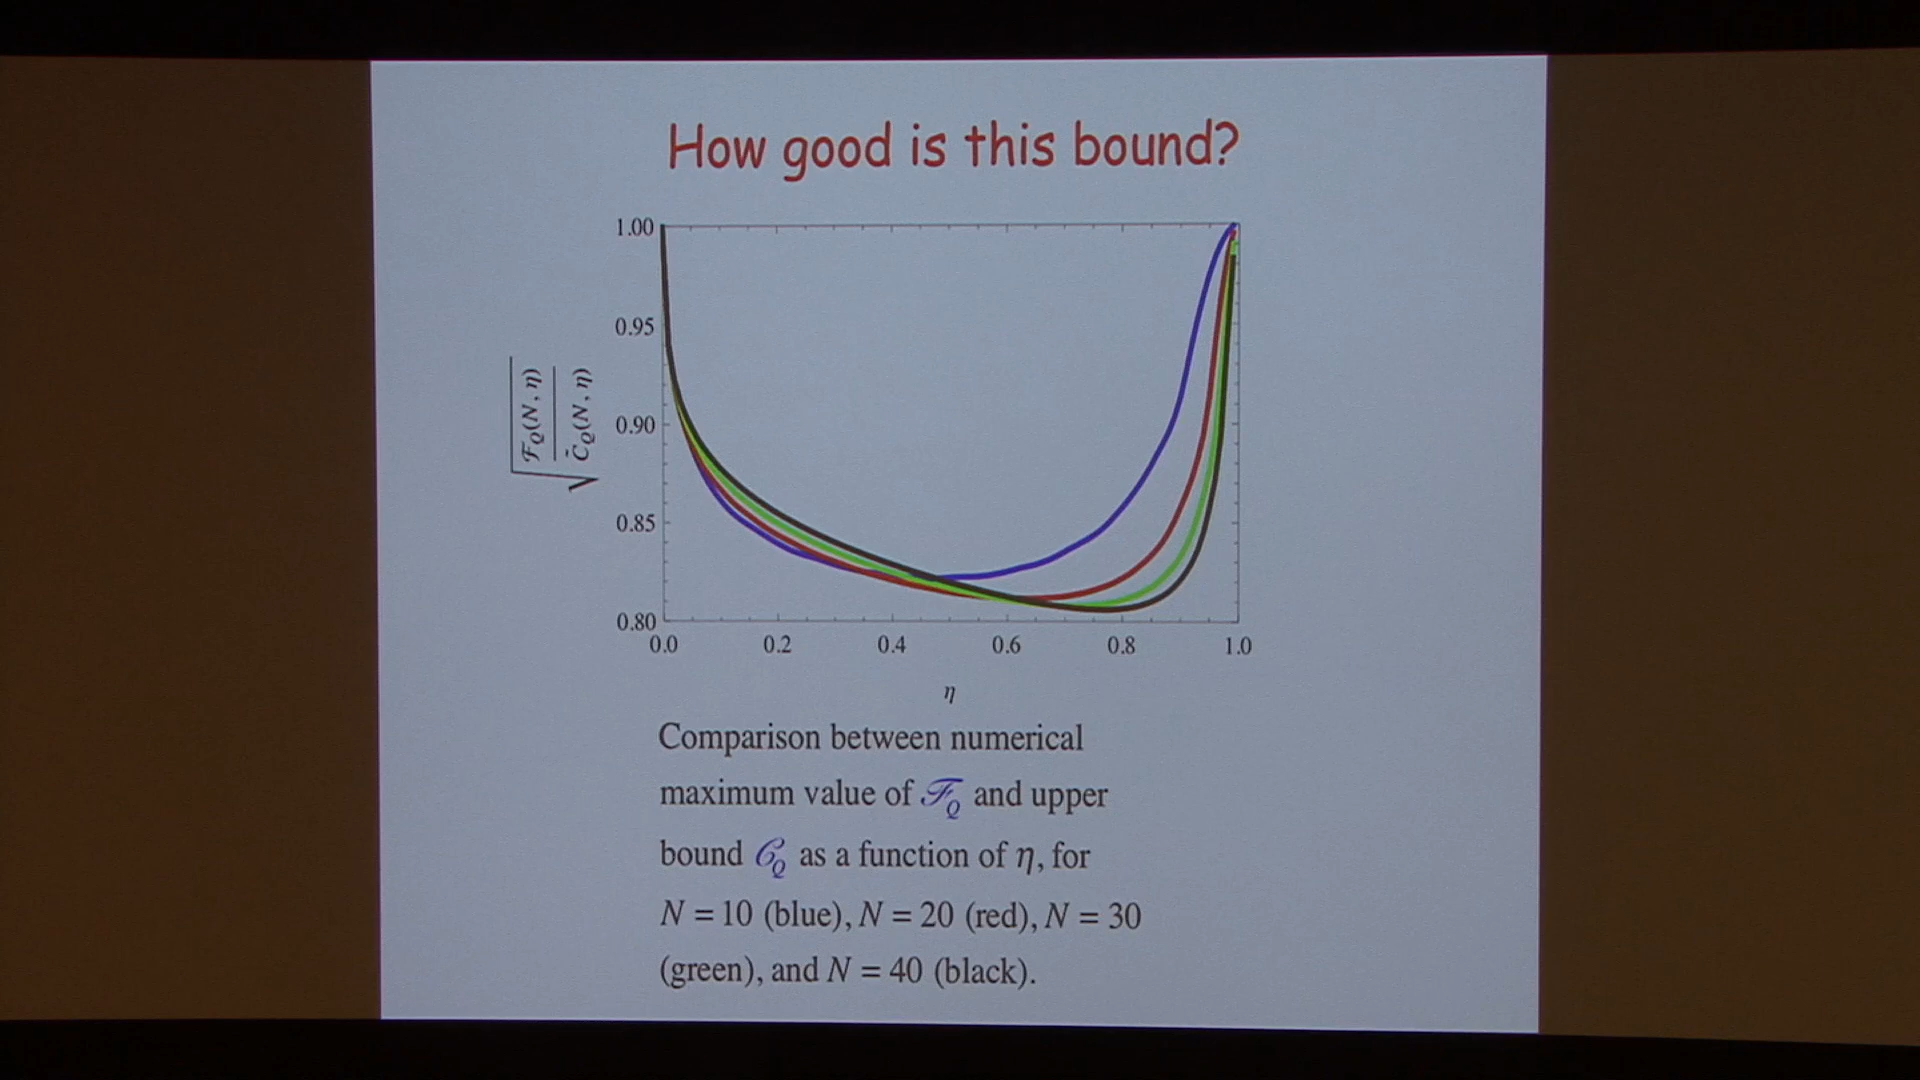 How good is this bound?
1.00
0.95
0.90
0.85
0.80
√(ℱ_Q(N, η) / C̃_Q(N, η))
0.0 0.2 0.4 0.6 0.8 1.0
η
Comparison between numerical
maximum value of ℱ_Q and upper
bound 𝒞_Q as a function of η, for
N = 10 (blue), N = 20 (red), N = 30
(green), and N = 40 (black).